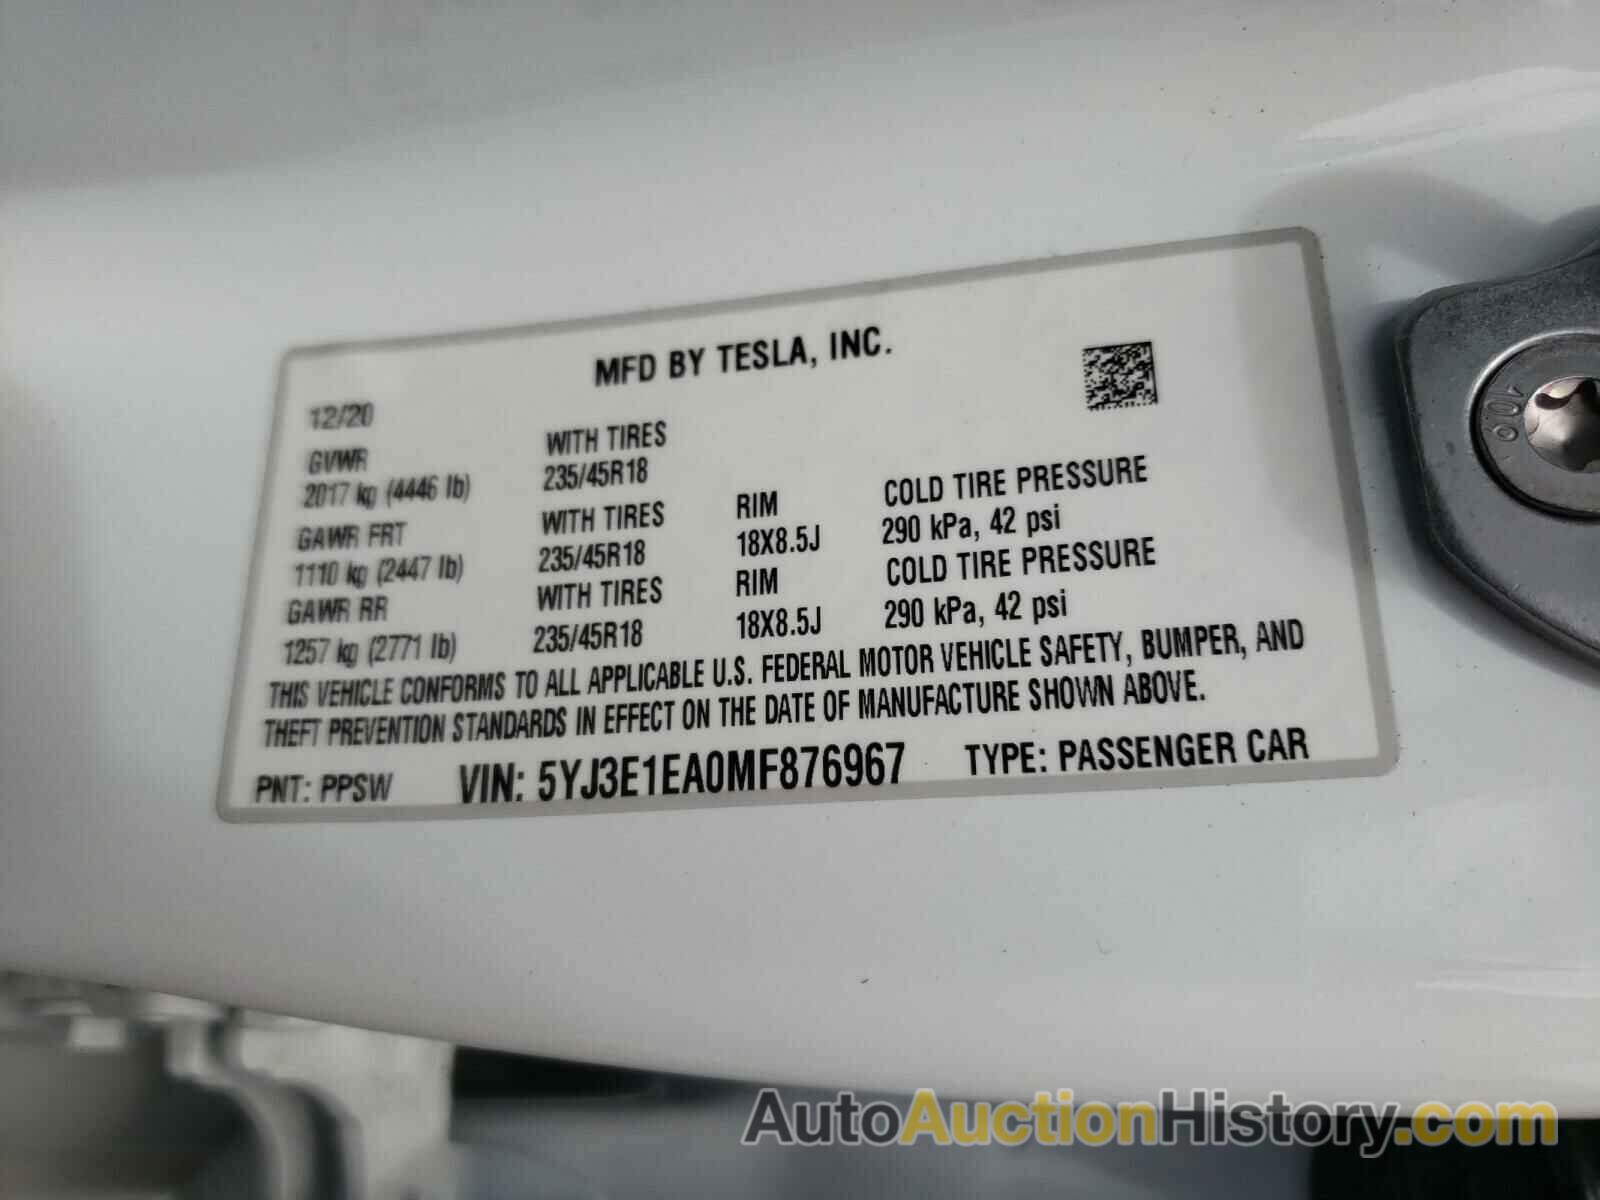 MFD BY TESLA, INC.
12/20
GVWR
2017 kg (4446 lb)
WITH TIRES
235/45R18
GAWR FRT
1110 kg (2447 lb)
WITH TIRES
235/45R18
RIM
18X8.5J
COLD TIRE PRESSURE
290 kPa, 42 psi
GAWR RR
1257 kg (2771 lb)
WITH TIRES
235/45R18
RIM
18X8.5J
COLD TIRE PRESSURE
290 kPa, 42 psi
THIS VEHICLE CONFORMS TO ALL APPLICABLE U.S. FEDERAL MOTOR VEHICLE SAFETY, BUMPER, AND
THEFT PREVENTION STANDARDS IN EFFECT ON THE DATE OF MANUFACTURE SHOWN ABOVE.
PNT: PPSW VIN: 5YJ3E1EA0MF876967 TYPE: PASSENGER CAR
AutoAuctionHistory.com